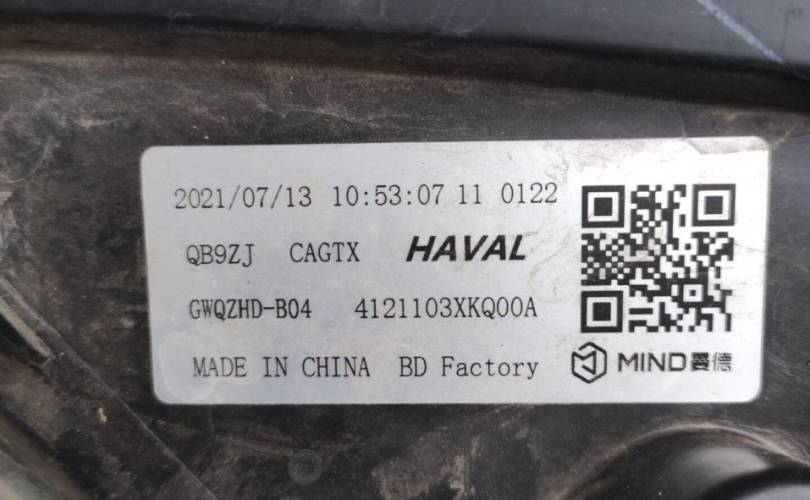 2021/07/13 10:53:07 11 0122
QB9ZJ CAGTX HAVAL
GWQZHD-B04 4121103XKQ00A
MADE IN CHINA BD Factory MIND曼德